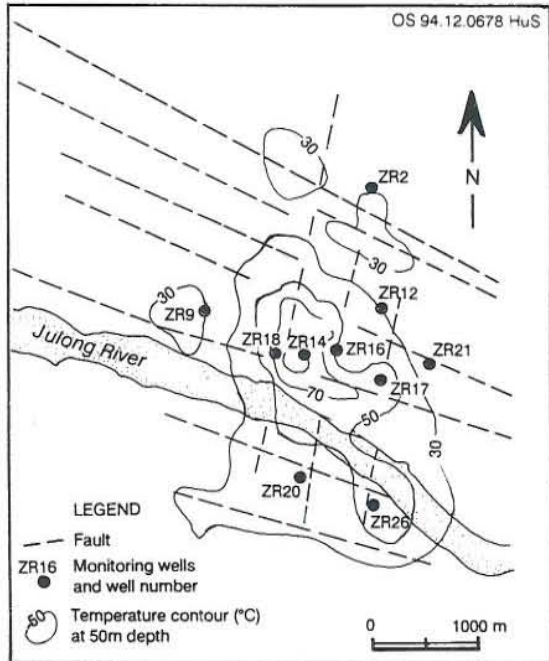 OS 94.12.0678 HuS
30
ZR2
N
30
ZR12
30
ZR9
Julong River
ZR18
ZR14
ZR16
ZR21
ZR17
70
50
30
ZR20
ZR26
LEGEND
Fault
ZR16 Monitoring wells
and well number
50 Temperature contour (°C)
at 50m depth
0 1000 m